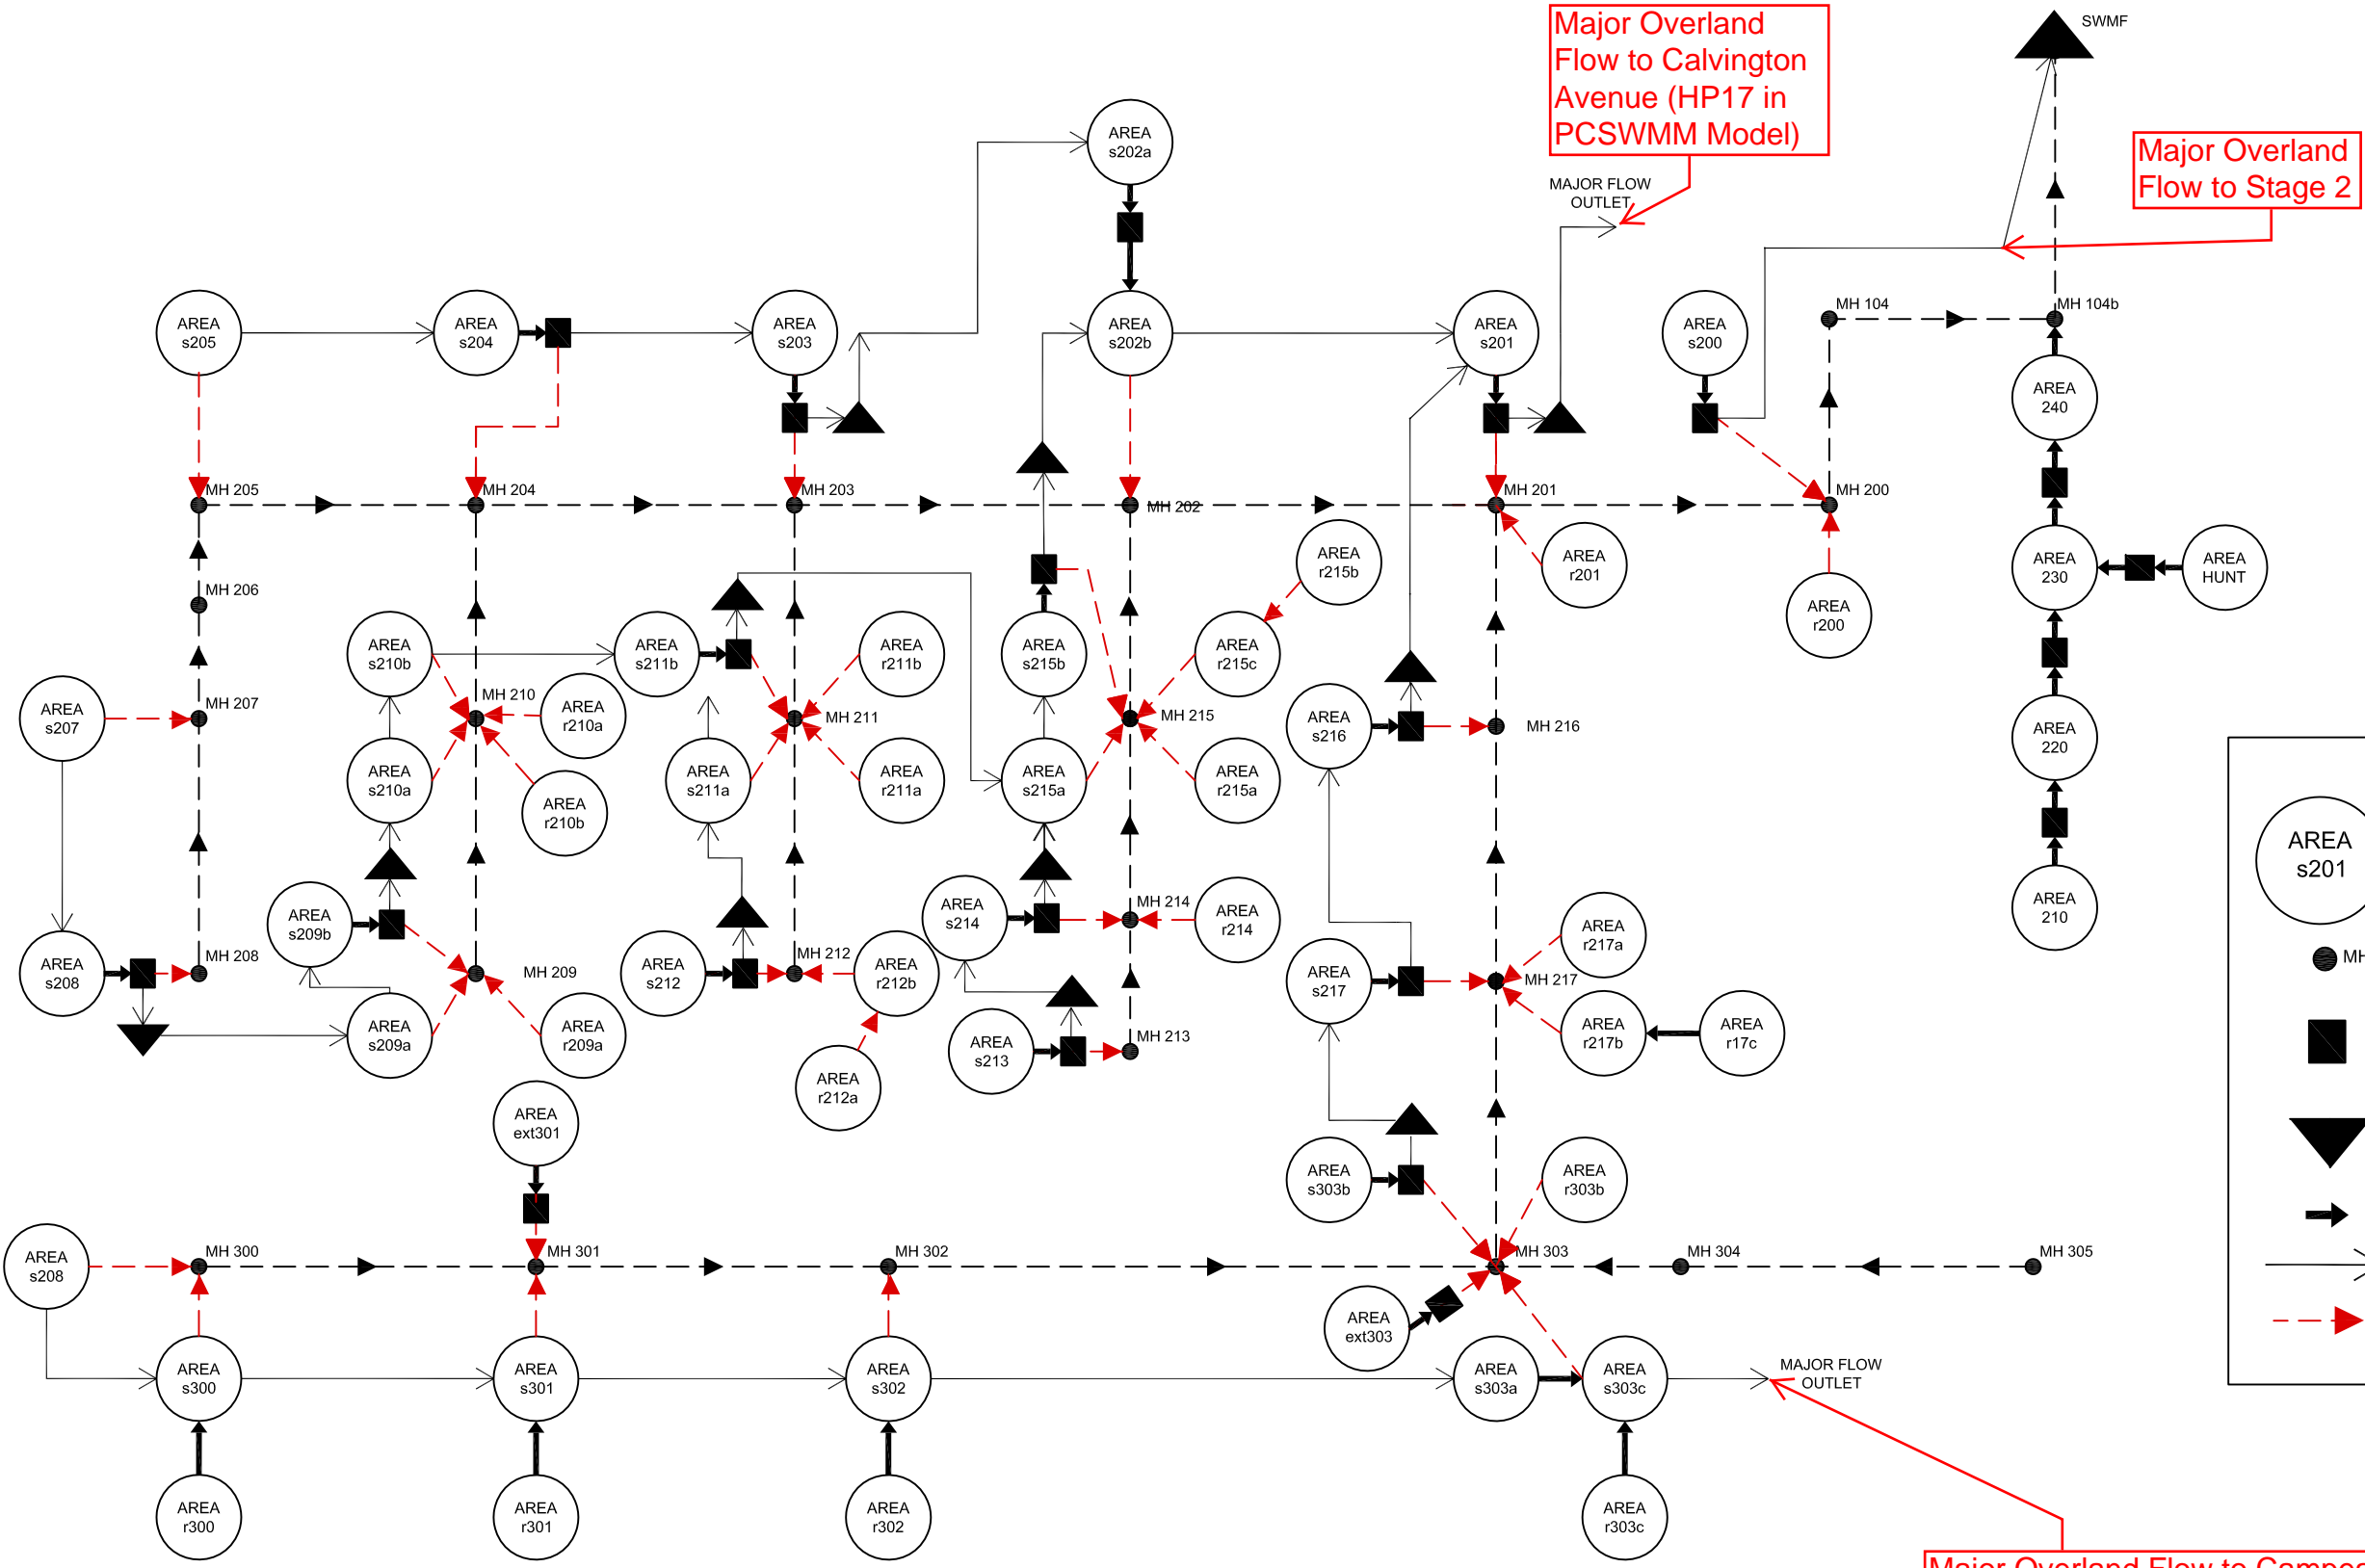 Major Overland
Flow to Calvington
Avenue (HP17 in
PCSWMM Model)
SWMF
Major Overland
Flow to Stage 2
MAJOR FLOW
OUTLET
AREA
s202a
AREA
s205
AREA
s204
AREA
s203
AREA
s202b
AREA
s201
AREA
s200
MH 104
MH 104b
AREA
240
MH 205
MH 204
MH 203
MH 202
MH 201
MH 200
AREA
r215b
AREA
r201
AREA
230
AREA
HUNT
MH 206
AREA
r200
AREA
s210b
AREA
s211b
AREA
r211b
AREA
s215b
AREA
r215c
AREA
s207
MH 207
MH 210
AREA
r210a
MH 211
MH 215
AREA
s216
MH 216
AREA
220
AREA
s210a
AREA
r210b
AREA
s211a
AREA
r211a
AREA
s215a
AREA
r215a
AREA
s201
AREA
210
AREA
s209b
AREA
s214
MH 214
AREA
r214
AREA
r217a
AREA
s208
MH 208
MH 209
AREA
s212
MH 212
AREA
r212b
AREA
s217
MH 217
MH
AREA
s209a
AREA
r209a
AREA
s213
MH 213
AREA
r217b
AREA
r17c
AREA
r212a
AREA
ext301
AREA
s303b
AREA
r303b
AREA
s208
MH 300
MH 301
MH 302
MH 303
MH 304
MH 305
AREA
ext303
AREA
s300
AREA
s301
AREA
s302
AREA
s303a
AREA
s303c
MAJOR FLOW
OUTLET
AREA
r300
AREA
r301
AREA
r302
AREA
r303c
Major Overland Flow to